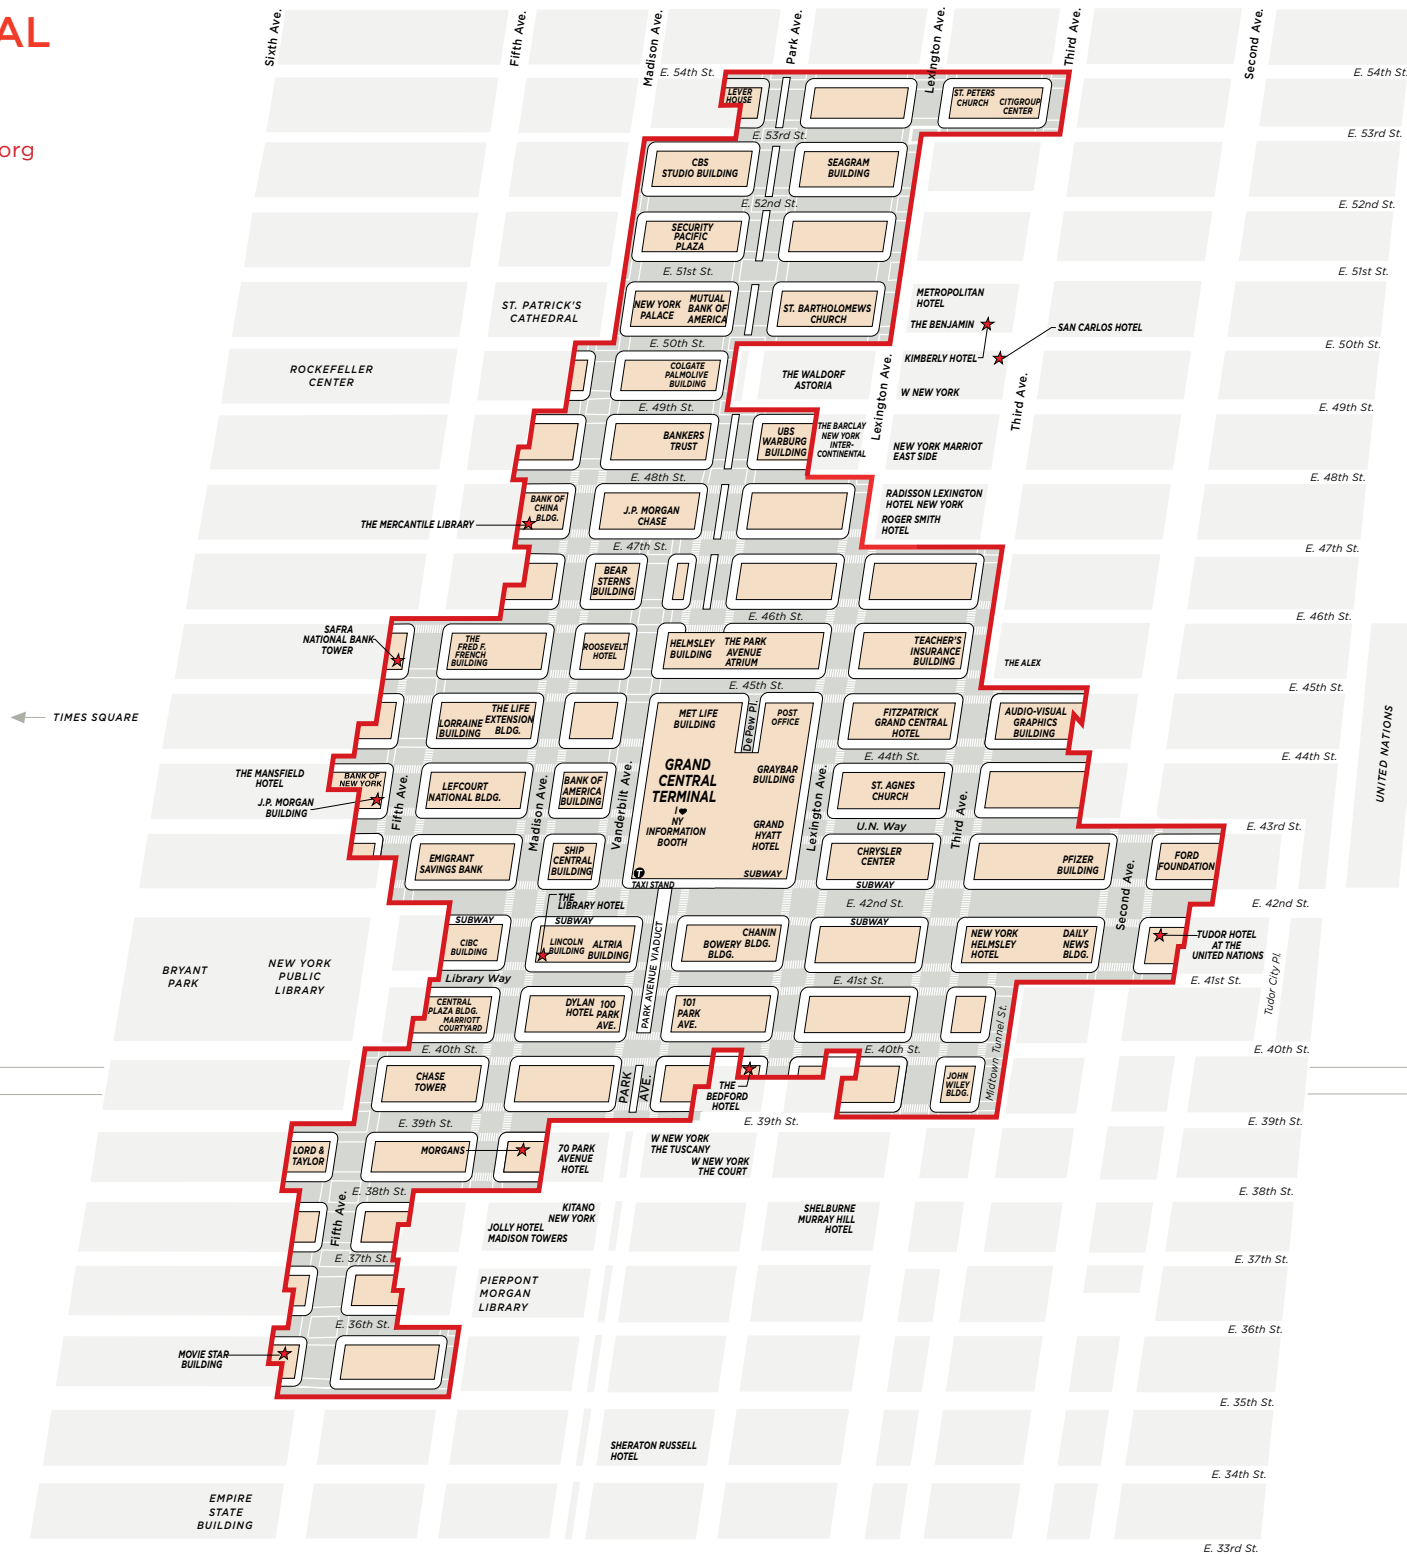 AL
org
Sixth Ave.
Fifth Ave.
Madison Ave.
Park Ave.
Lexington Ave.
Third Ave.
Second Ave.
E. 54th St.
E. 54th St.
LEVER
HOUSE
ST. PETERS
CHURCH
CITIGROUP
CENTER
E. 53rd St.
E. 53rd St.
CBS
STUDIO BUILDING
SEAGRAM
BUILDING
E. 52nd St.
E. 52nd St.
SECURITY
PACIFIC
PLAZA
E. 51st St.
E. 51st St.
ST. PATRICK'S
CATHEDRAL
NEW YORK
PALACE
MUTUAL
BANK OF
AMERICA
ST. BARTHOLOMEWS
CHURCH
METROPOLITAN
HOTEL
THE BENJAMIN
SAN CARLOS HOTEL
E. 50th St.
E. 50th St.
KIMBERLY HOTEL
ROCKEFELLER
CENTER
COLGATE
PALMOLIVE
BUILDING
THE WALDORF
ASTORIA
W NEW YORK
Lexington Ave.
Third Ave.
E. 49th St.
E. 49th St.
BANKERS
TRUST
UBS
WARBURG
BUILDING
THE BARCLAY
NEW YORK
INTER-
CONTINENTAL
NEW YORK MARRIOT
EAST SIDE
E. 48th St.
E. 48th St.
BANK OF
CHINA
BLDG.
THE MERCANTILE LIBRARY
J.P. MORGAN
CHASE
RADISSON LEXINGTON
HOTEL NEW YORK
ROGER SMITH
HOTEL
E. 47th St.
E. 47th St.
BEAR
STERNS
BUILDING
E. 46th St.
E. 46th St.
SAFRA
NATIONAL BANK
TOWER
THE
FRED F.
FRENCH
BUILDING
ROOSEVELT
HOTEL
HELMSLEY
BUILDING
THE PARK
AVENUE
ATRIUM
TEACHER'S
INSURANCE
BUILDING
THE ALEX
E. 45th St.
E. 45th St.
TIMES SQUARE
LORRAINE
BUILDING
THE LIFE
EXTENSION
BLDG.
MET LIFE
BUILDING
DePew Pl.
POST
OFFICE
FITZPATRICK
GRAND CENTRAL
HOTEL
AUDIO-VISUAL
GRAPHICS
BUILDING
UNITED NATIONS
E. 44th St.
E. 44th St.
THE MANSFIELD
HOTEL
J.P. MORGAN
BUILDING
BANK OF
NEW YORK
Fifth Ave.
LEFCOURT
NATIONAL BLDG.
Madison Ave.
BANK OF
AMERICA
BUILDING
Vanderbilt Ave.
GRAND
CENTRAL
TERMINAL
I ♥
NY
INFORMATION
BOOTH
GRAYBAR
BUILDING
GRAND
HYATT
HOTEL
Lexington Ave.
ST. AGNES
CHURCH
Third Ave.
U.N. Way
E. 43rd St.
EMIGRANT
SAVINGS BANK
SHIP
CENTRAL
BUILDING
T
TAXI STAND
SUBWAY
CHRYSLER
CENTER
SUBWAY
PFIZER
BUILDING
Second Ave.
FORD
FOUNDATION
E. 42nd St.
E. 42nd St.
THE
LIBRARY HOTEL
SUBWAY
SUBWAY
SUBWAY
CIBC
BUILDING
LINCOLN
BUILDING
ALTRIA
BUILDING
PARK AVENUE VIADUCT
BOWERY
BLDG.
CHANIN
BLDG.
NEW YORK
HELMSLEY
HOTEL
DAILY
NEWS
BLDG.
TUDOR HOTEL
AT THE
UNITED NATIONS
Tudor City Pl.
BRYANT
PARK
NEW YORK
PUBLIC
LIBRARY
Library Way
E. 41st St.
E. 41st St.
CENTRAL
PLAZA BLDG.
MARRIOTT
COURTYARD
DYLAN
HOTEL
100
PARK
AVE.
101
PARK
AVE.
Midtown Tunnel St.
E. 40th St.
E. 40th St.
E. 40th St.
CHASE
TOWER
PARK
AVE.
THE
BEDFORD
HOTEL
JOHN
WILEY
BLDG.
E. 39th St.
E. 39th St.
E. 39th St.
LORD &
TAYLOR
MORGANS
70 PARK
AVENUE
HOTEL
W NEW YORK
THE TUSCANY
W NEW YORK
THE COURT
E. 38th St.
E. 38th St.
Fifth Ave.
KITANO
NEW YORK
JOLLY HOTEL
MADISON TOWERS
SHELBURNE
MURRAY HILL
HOTEL
E. 37th St.
E. 37th St.
PIERPONT
MORGAN
LIBRARY
E. 36th St.
E. 36th St.
MOVIE STAR
BUILDING
E. 35th St.
SHERATON RUSSELL
HOTEL
E. 34th St.
EMPIRE
STATE
BUILDING
E. 33rd St.